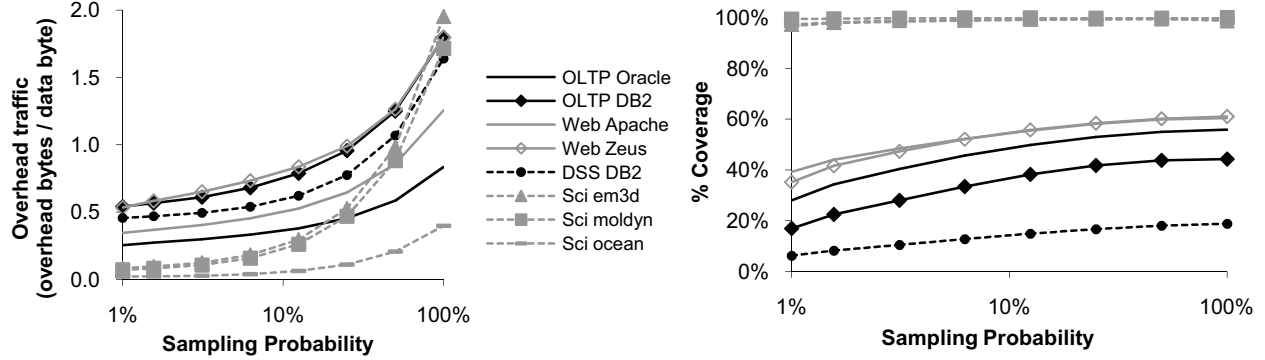 Overhead traffic
(overhead bytes / data byte)
2.0
1.5
1.0
0.5
0.0
1%
10%
100%
Sampling Probability
OLTP Oracle
OLTP DB2
Web Apache
Web Zeus
DSS DB2
Sci em3d
Sci moldyn
Sci ocean
% Coverage
100%
80%
60%
40%
20%
0%
1%
10%
100%
Sampling Probability